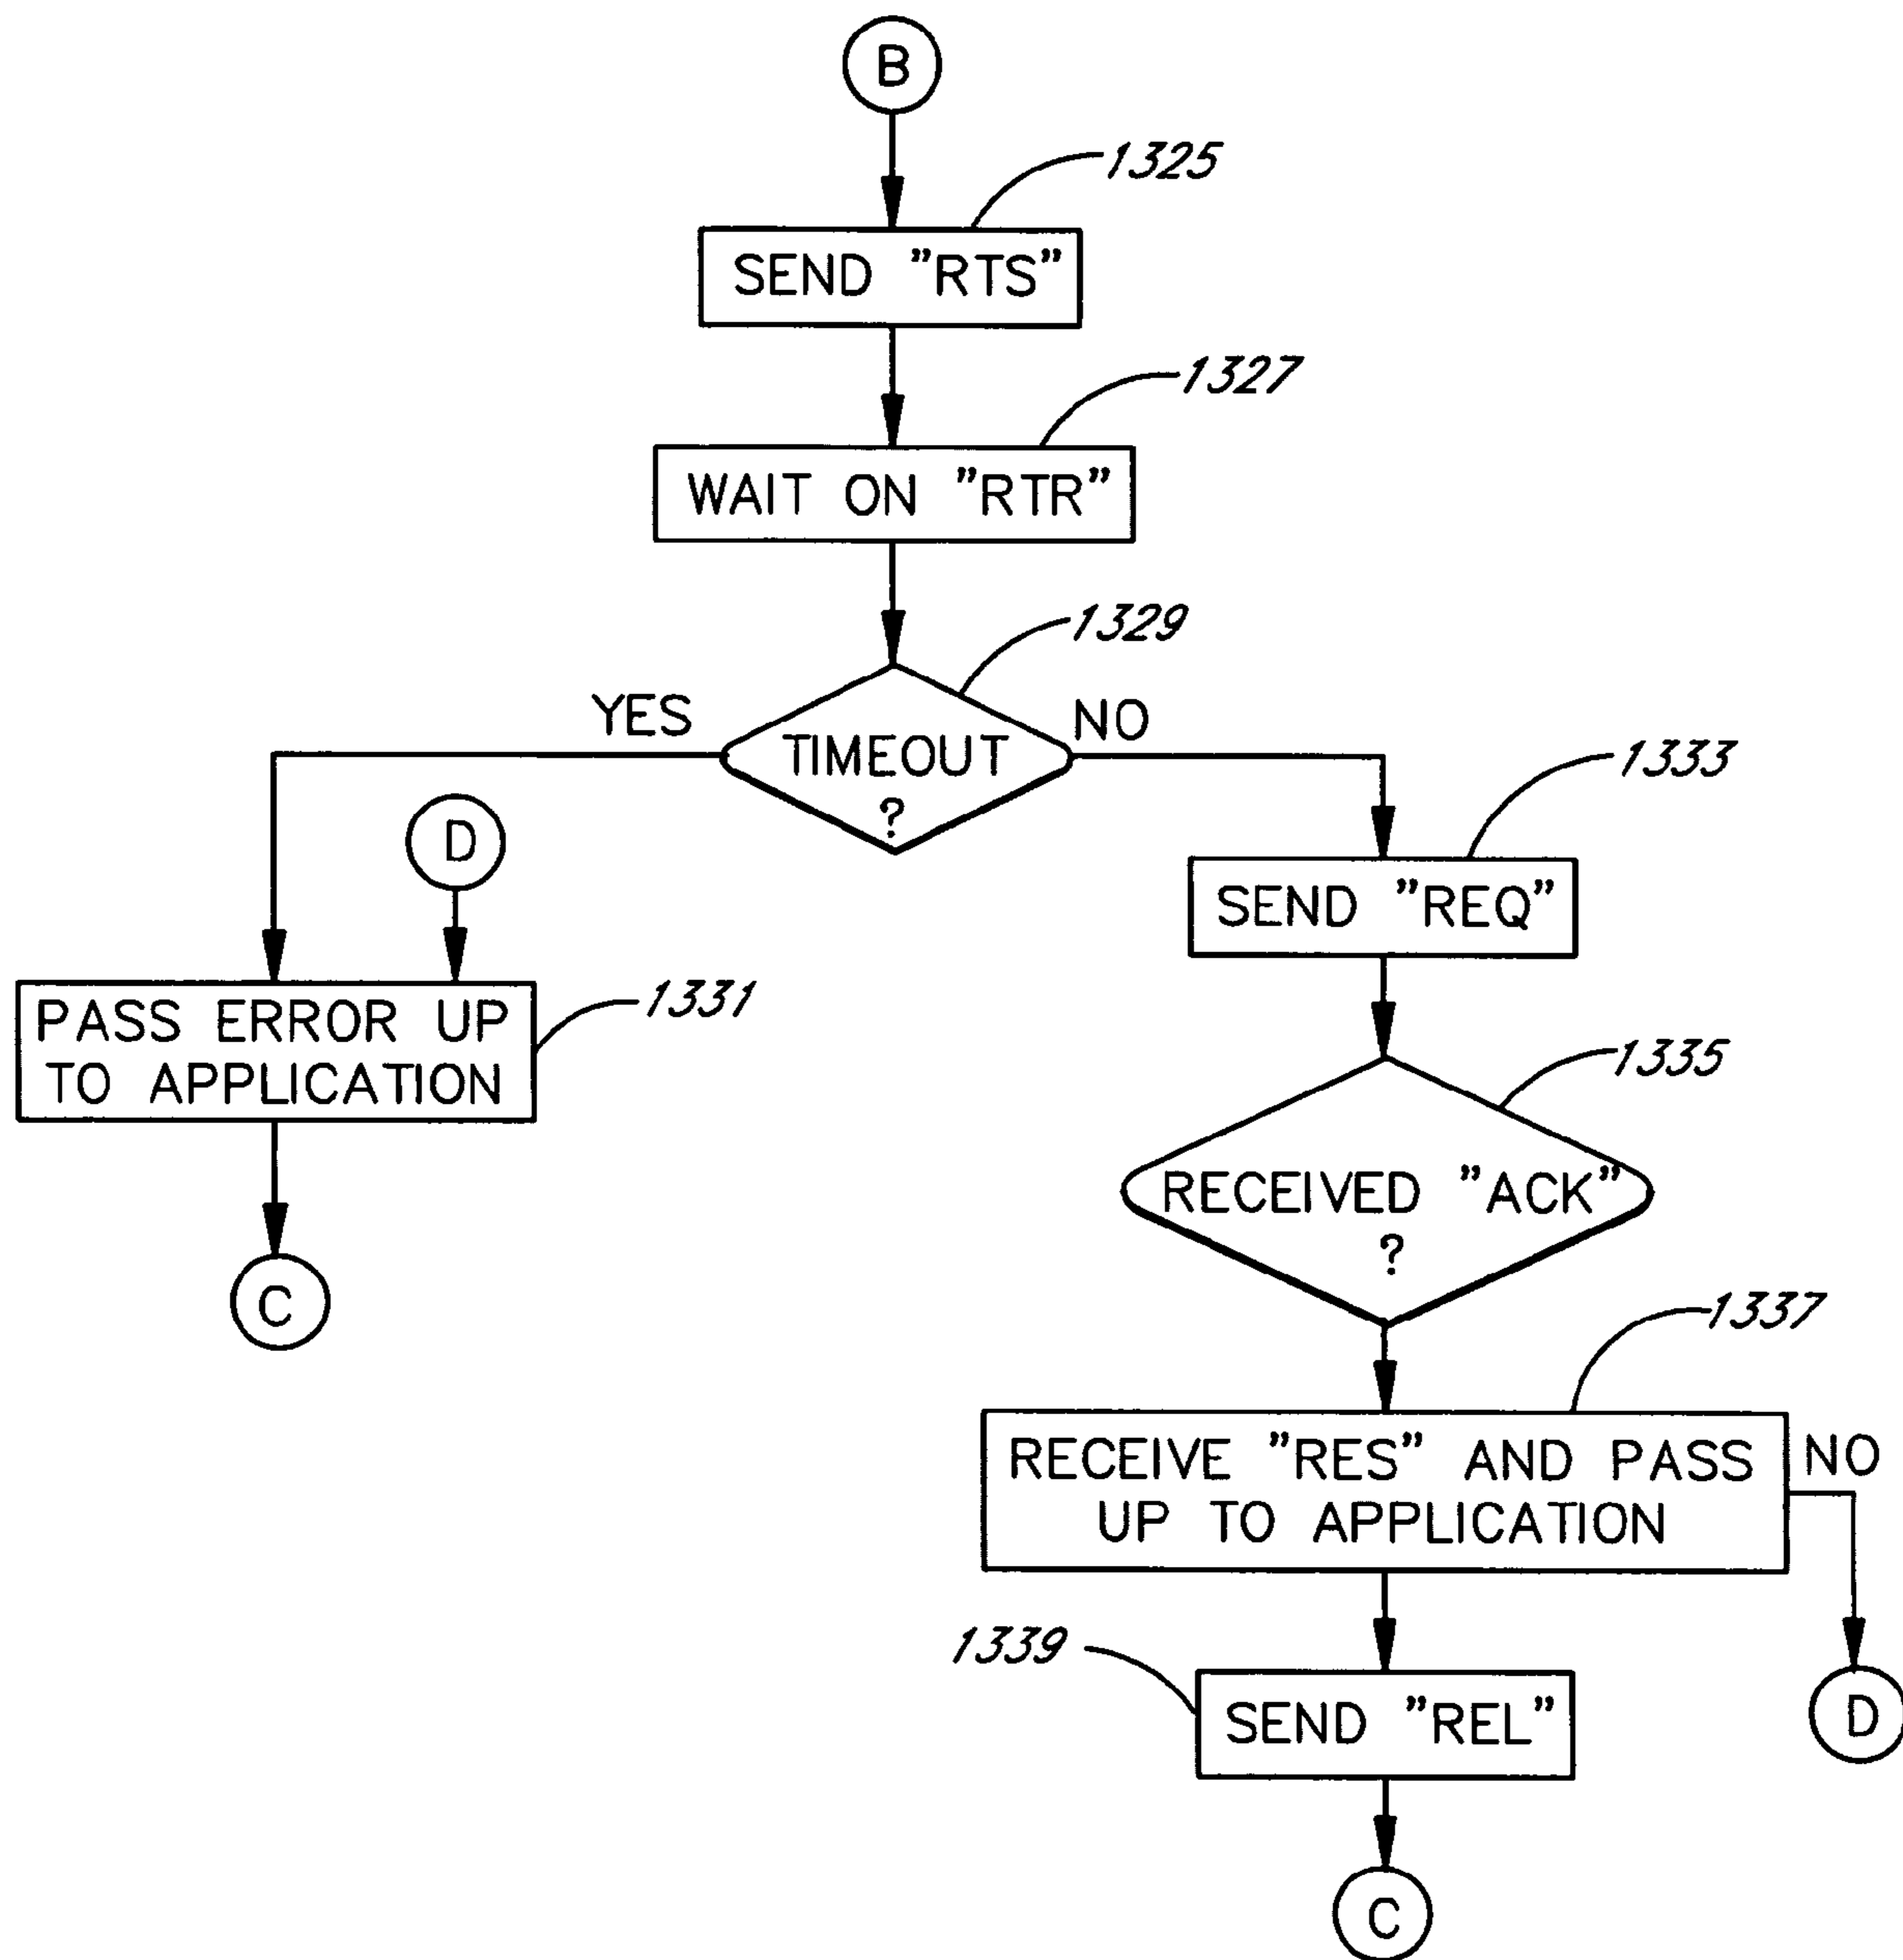 B
1325
SEND "RTS"
1327
WAIT ON "RTR"
1329
YES
NO
TIMEOUT
?
1333
D
SEND "REQ"
1331
PASS ERROR UP
TO APPLICATION
1335
RECEIVED "ACK"
?
C
1337
RECEIVE "RES" AND PASS
UP TO APPLICATION
NO
1339
SEND "REL"
D
C